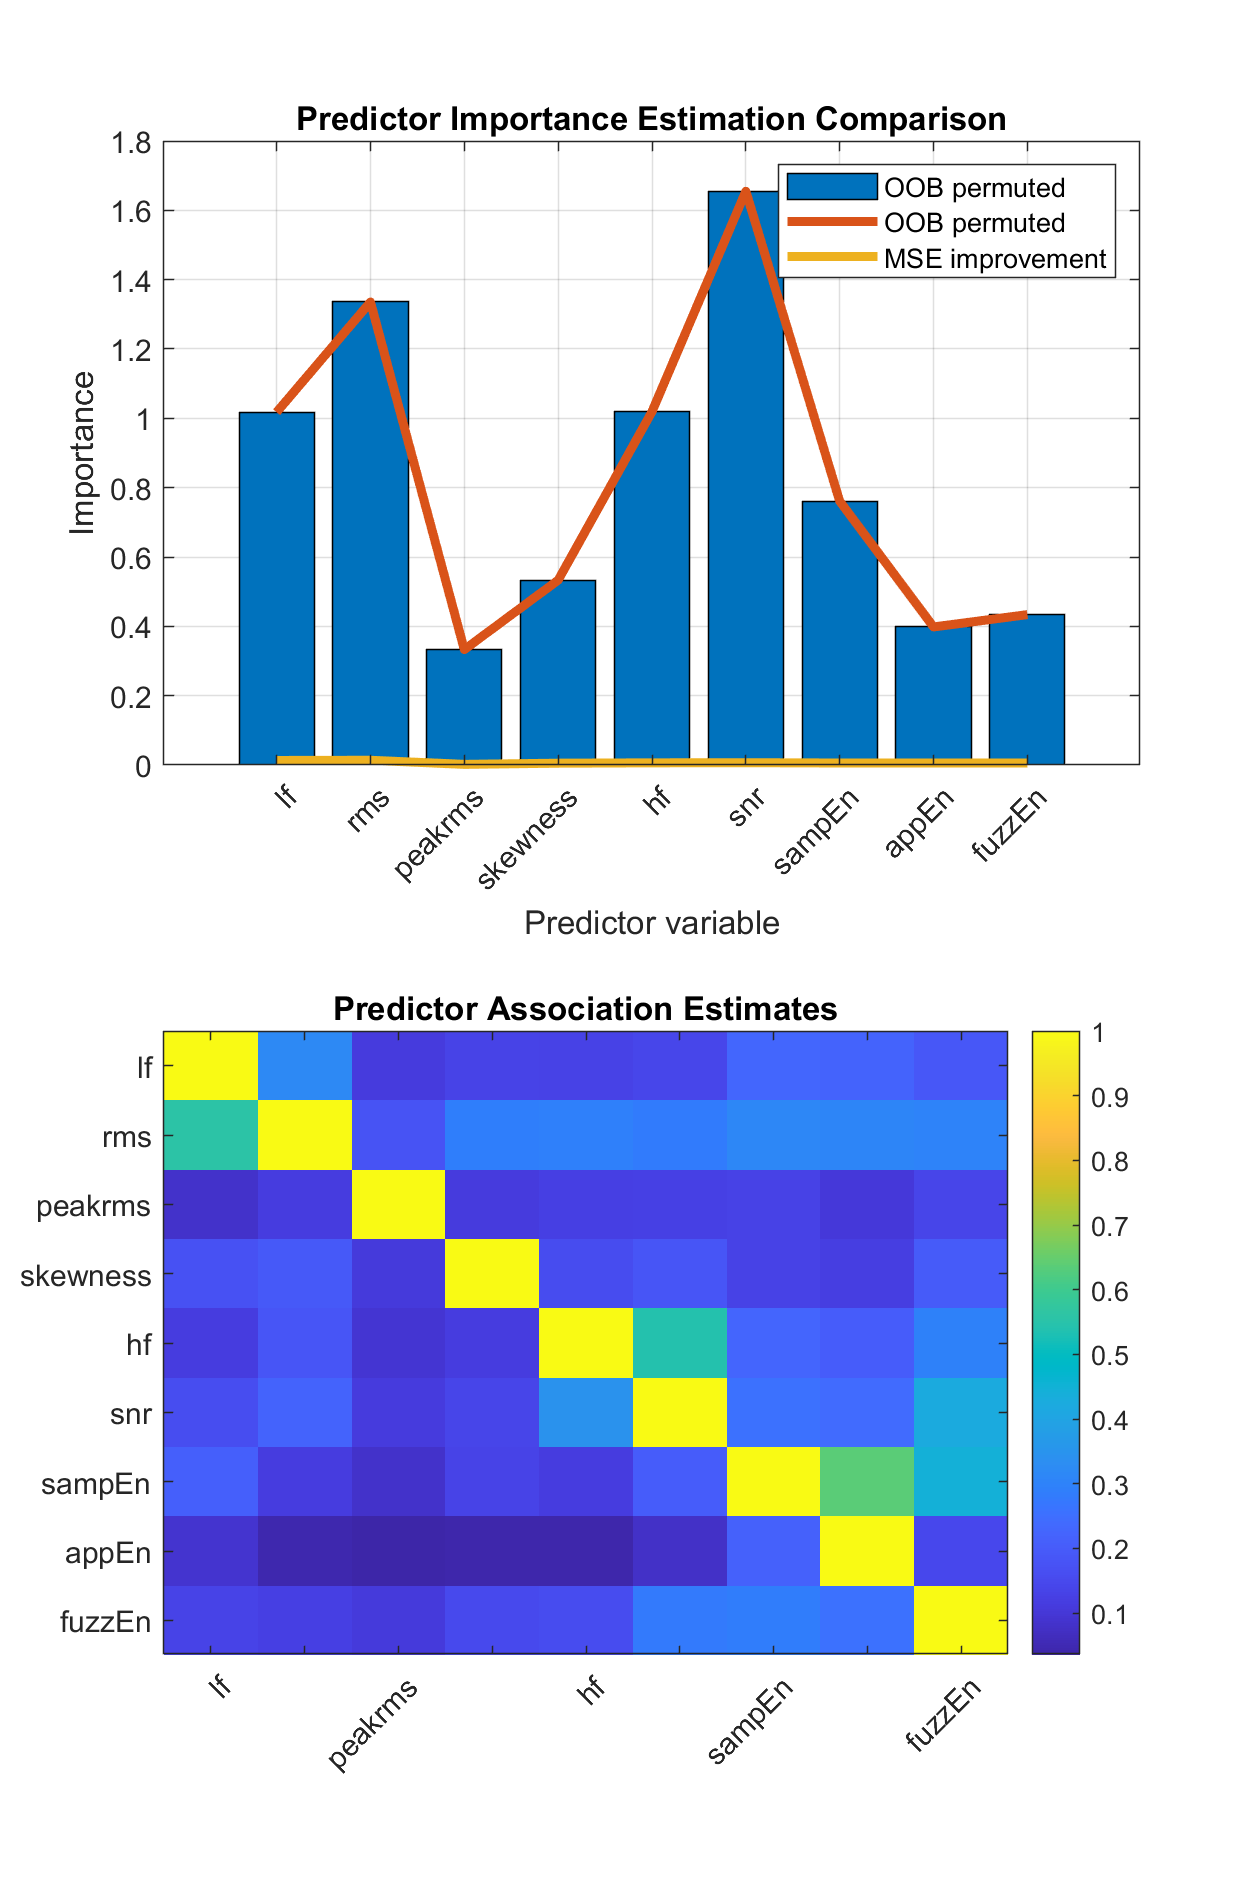 Predictor Importance Estimation Comparison
1.8
1.6
1.4
1.2
1
0.8
0.6
0.4
0.2
0
Importance
OOB permuted
OOB permuted
MSE improvement
lf
rms
peakrms
skewness
hf
snr
sampEn
appEn
fuzzEn
Predictor variable
Predictor Association Estimates
lf
rms
peakrms
skewness
hf
snr
sampEn
appEn
fuzzEn
lf
peakrms
hf
sampEn
fuzzEn
1
0.9
0.8
0.7
0.6
0.5
0.4
0.3
0.2
0.1